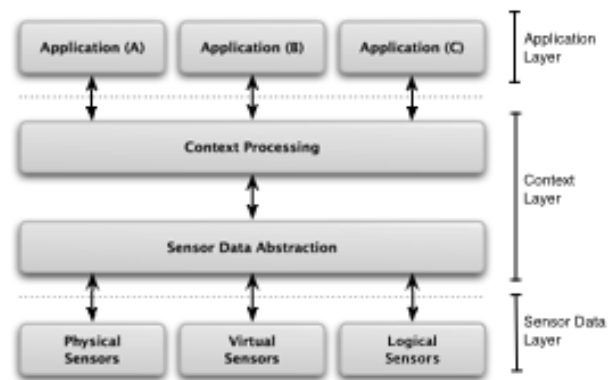 Application (A)
Application (B)
Application (C)
Application
Layer
Context Processing
Context
Layer
Sensor Data Abstraction
Physical
Sensors
Virtual
Sensors
Logical
Sensors
Sensor Data
Layer